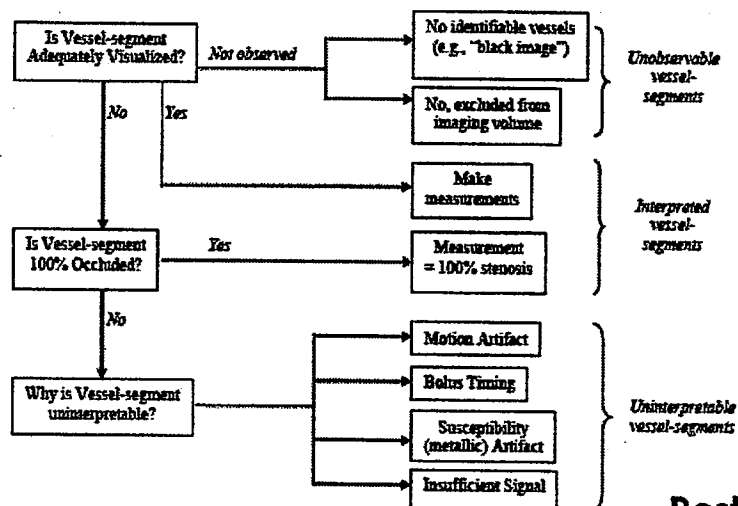 Is Vessel-segment
Adequately Visualized?
Not observed
No identifiable vessels
(e.g., "black image")
Unobservable
vessel-
segments
No, excluded from
imaging volume
No
Yes
Make
measurements
Interpreted
vessel-
segments
Is Vessel-segment
100% Occluded?
Yes
Measurement
= 100% stenosis
No
Motion Artifact
Why is Vessel-segment
uninterpretable?
Bolus Timing
Uninterpretable
vessel-segments
Susceptibility
(metallic) Artifact
Insufficient Signal